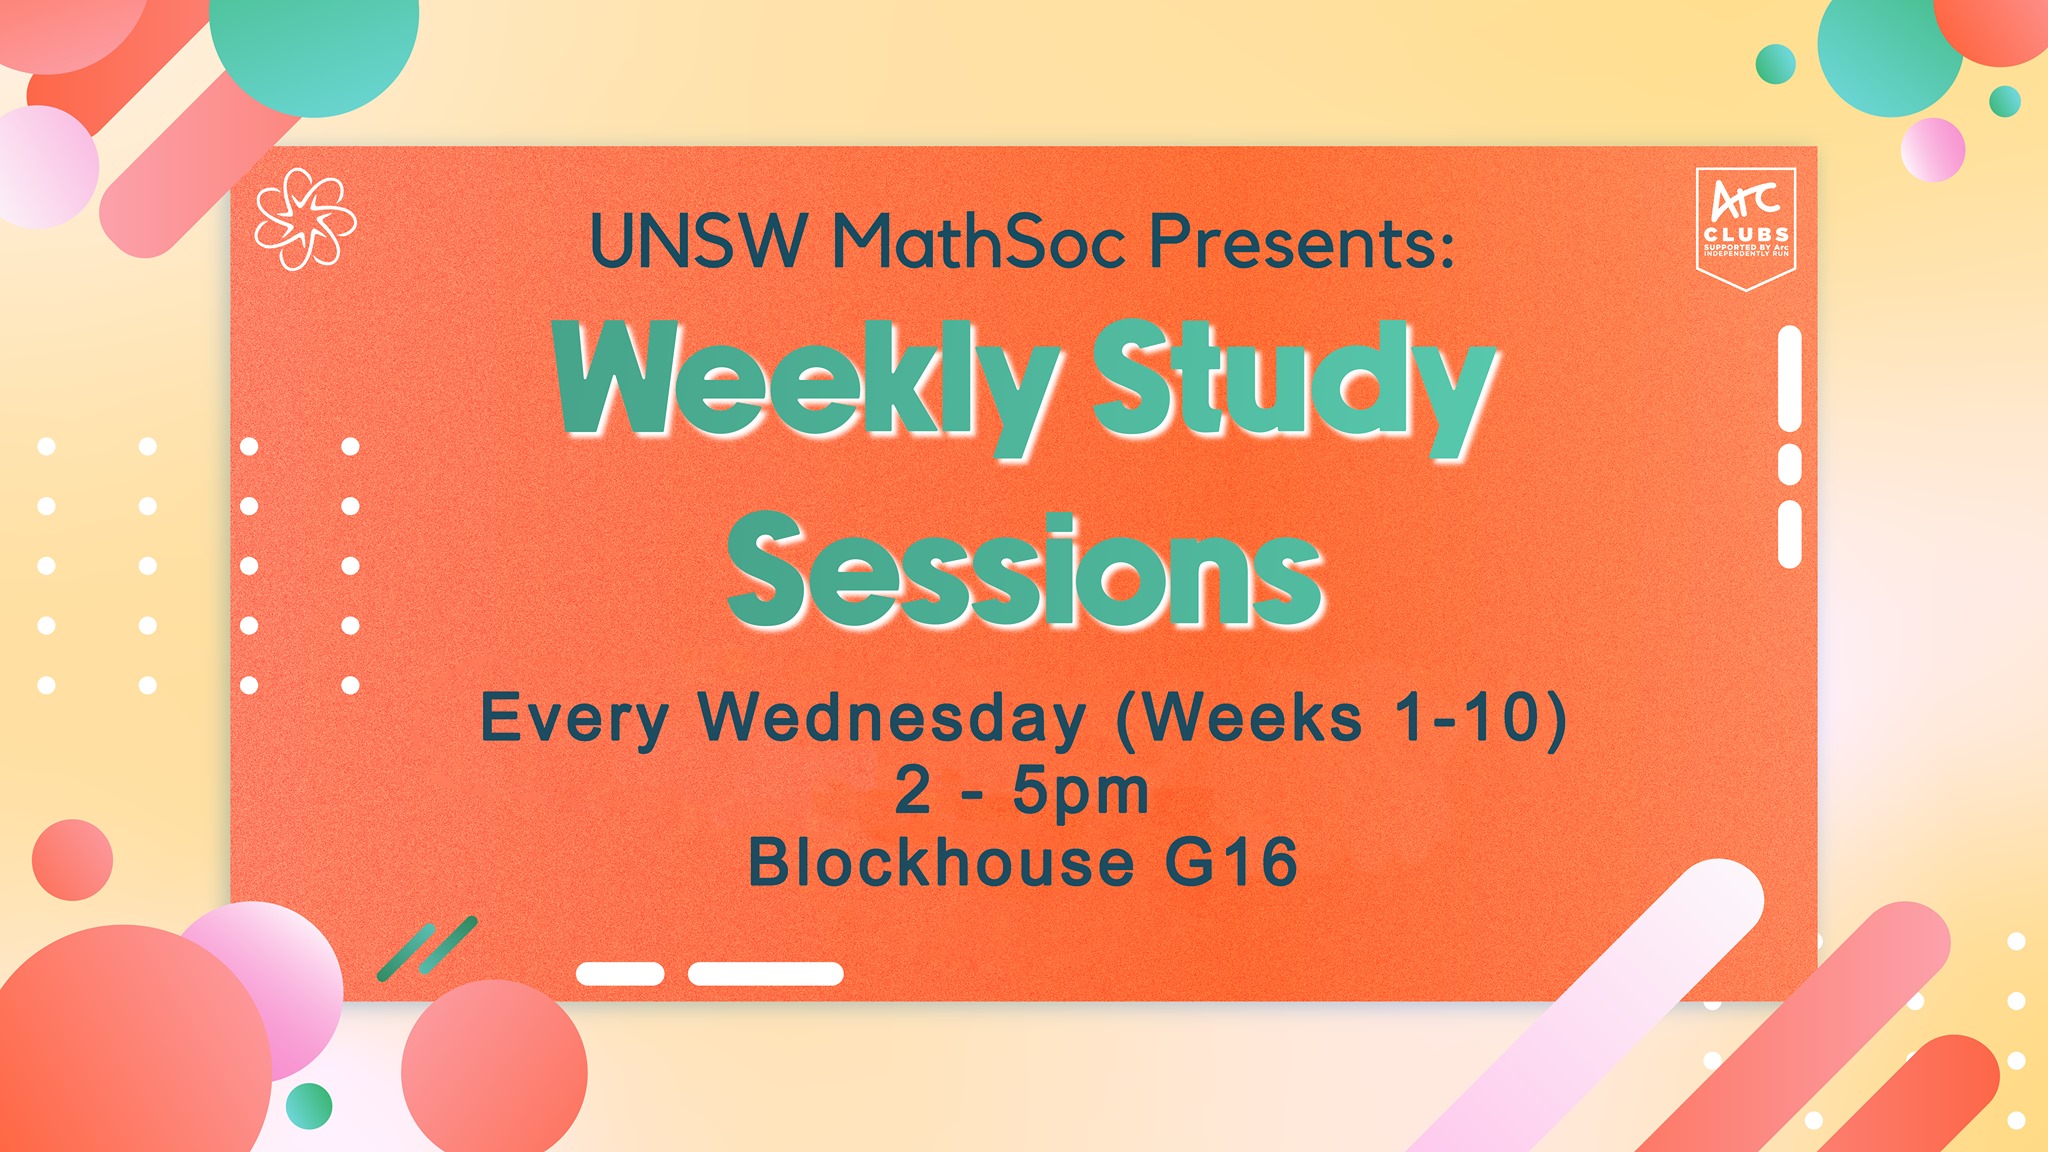 UNSW MathSoc Presents:
Arc
CLUBS
SUPPORTED BY Arc
INDEPENDENTLY RUN
Weekly Study
Sessions
Every Wednesday (Weeks 1-10)
2 - 5pm
Blockhouse G16